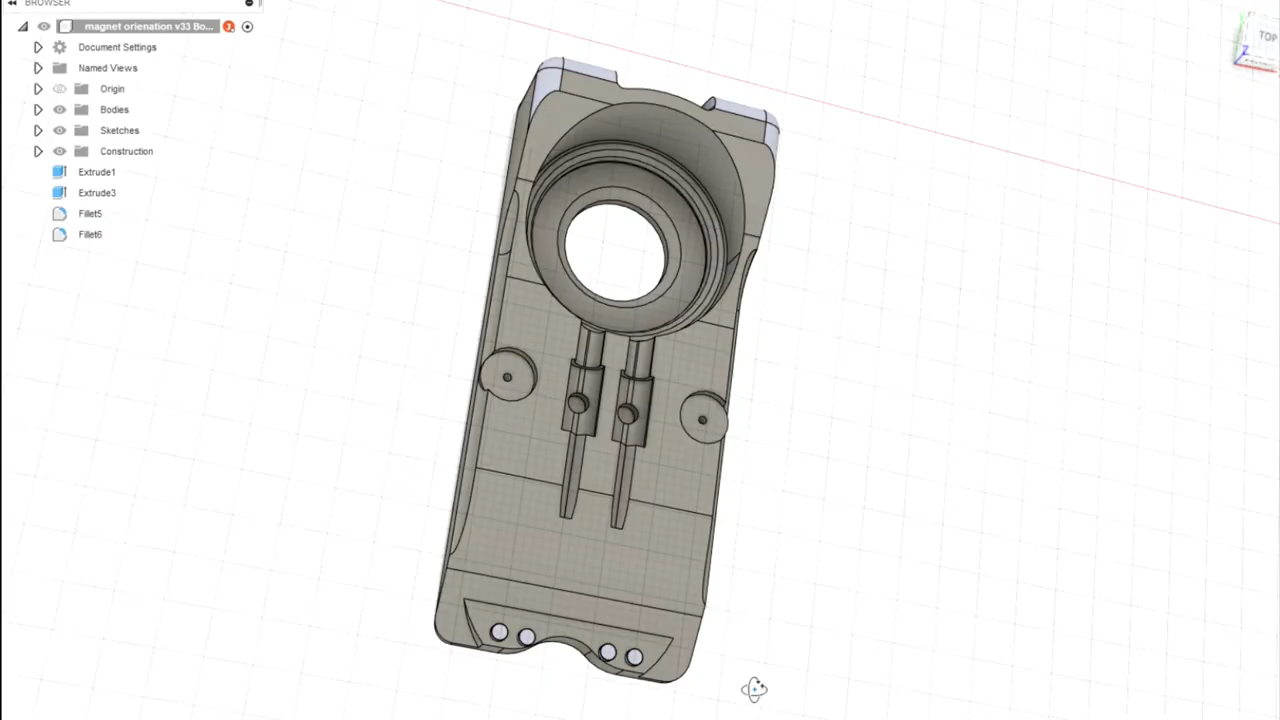 BROWSER
magnet orienation v33 Bo...
Document Settings
Named Views
Origin
Bodies
Sketches
Construction
Extrude1
Extrude3
Fillet5
Fillet6
TOP
Z